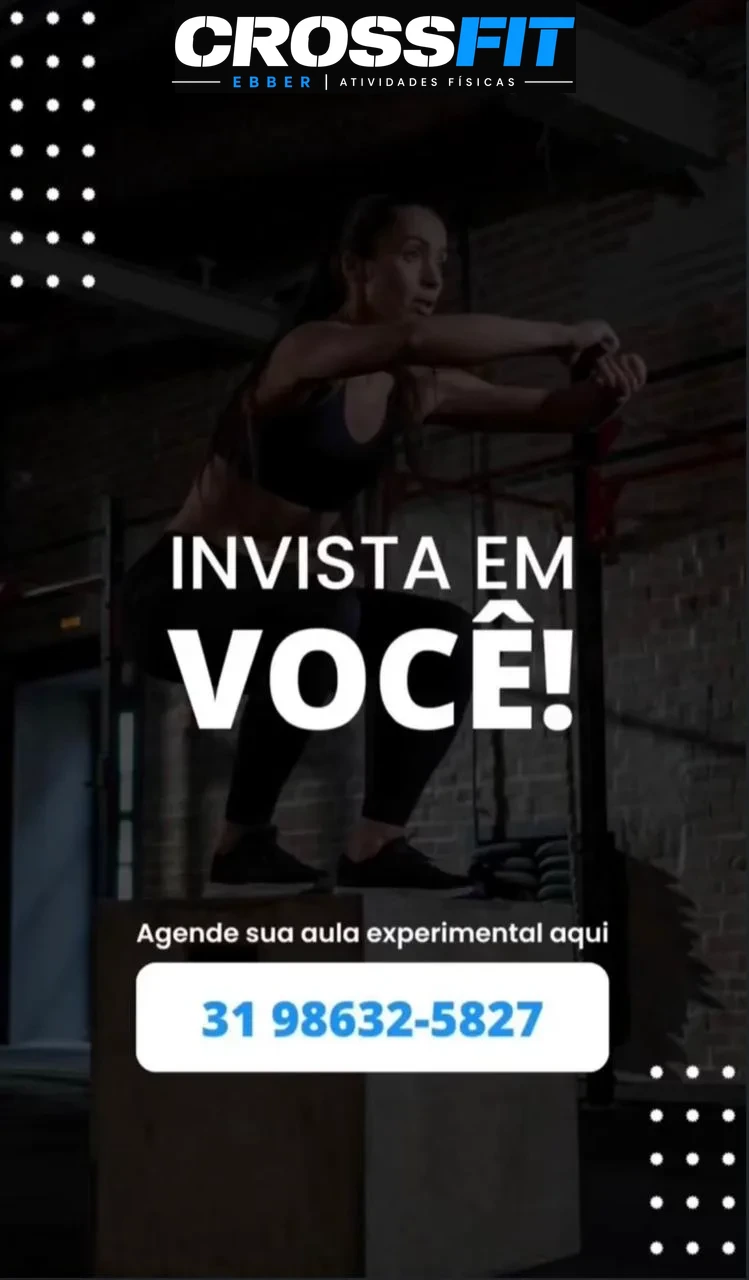 CROSSFIT
EBBER | ATIVIDADES FÍSICAS
INVISTA EM
VOCÊ!
Agende sua aula experimental aqui
31 98632-5827